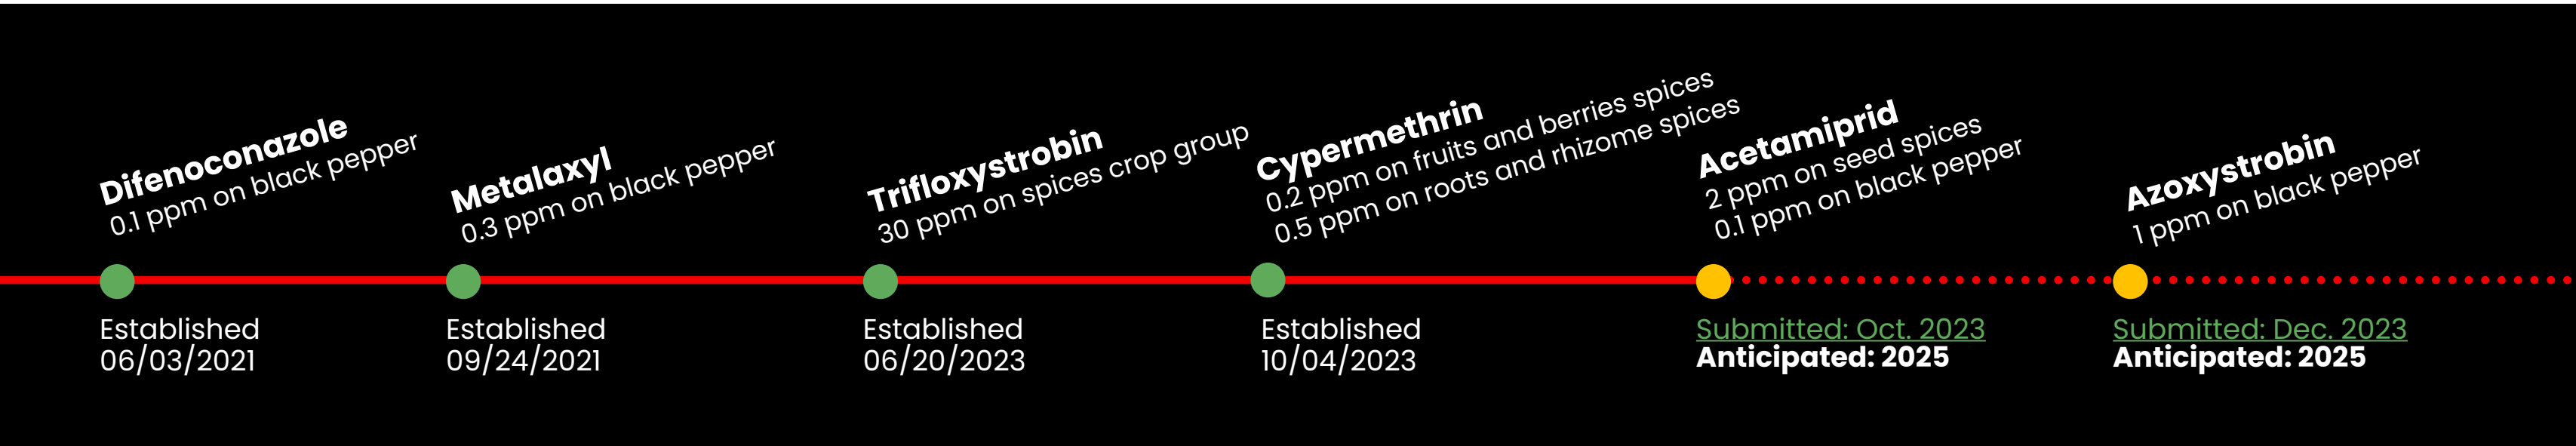 Difenoconazole
0.1 ppm on black pepper
Established
06/03/2021
Metalaxyl
0.3 ppm on black pepper
Established
09/24/2021
Trifloxystrobin
30 ppm on spices crop group
Established
06/20/2023
Cypermethrin
0.2 ppm on fruits and berries spices
0.5 ppm on roots and rhizome spices
Established
10/04/2023
Acetamiprid
2 ppm on seed spices
0.1 ppm on black pepper
Submitted: Oct. 2023
Anticipated: 2025
Azoxystrobin
1 ppm on black pepper
Submitted: Dec. 2023
Anticipated: 2025